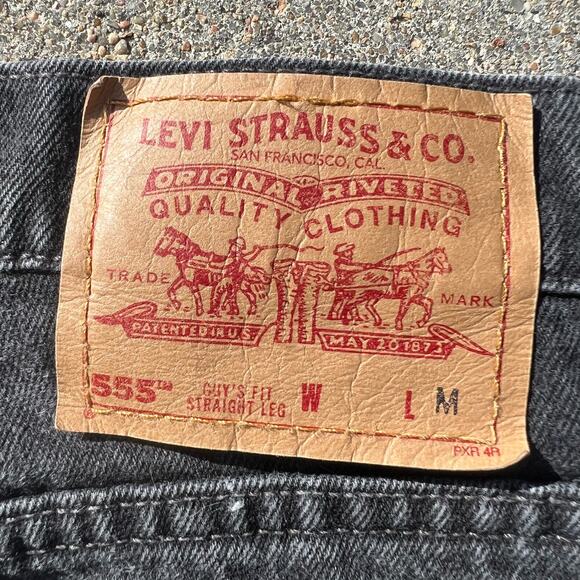 LEVI STRAUSS & CO.
SAN FRANCISCO, CAL.
ORIGINAL RIVETED
QUALITY CLOTHING
TRADE MARK
PATENTED IN U.S. MAY 20 1873
555™ GUY'S FIT STRAIGHT LEG W L M
®
PXR 4R